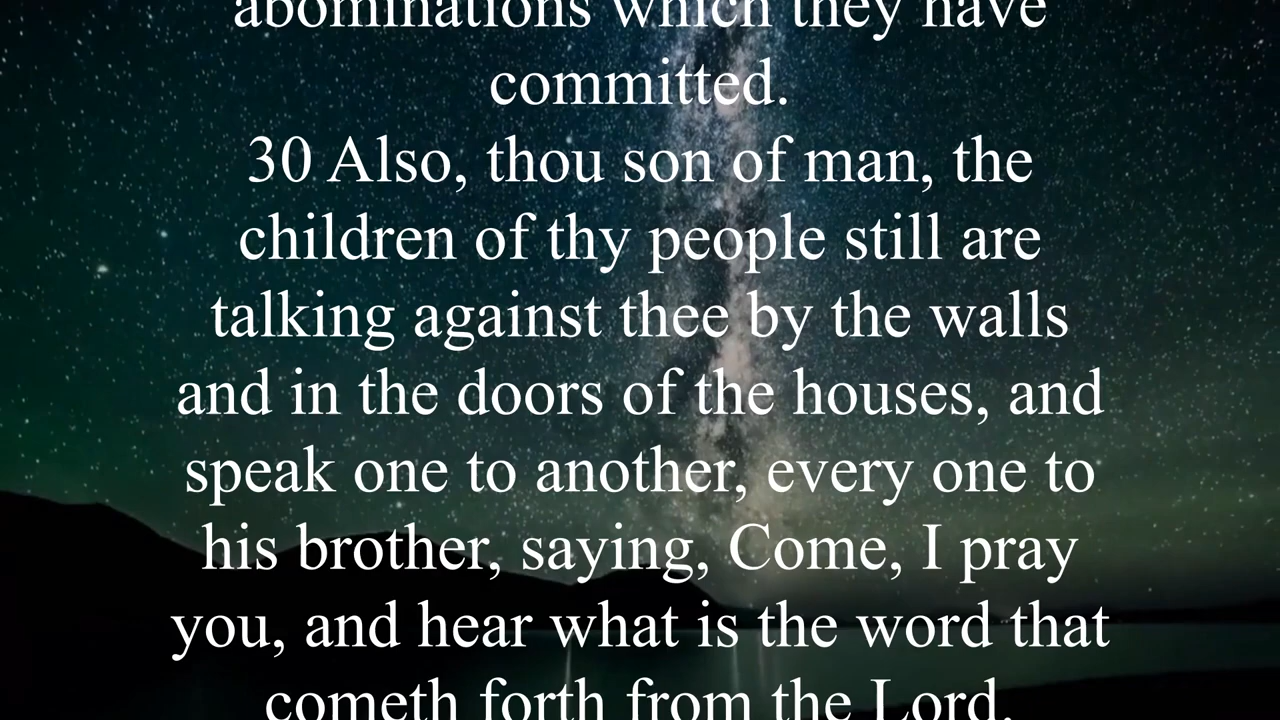 abominations which they have
committed.
30 Also, thou son of man, the
children of thy people still are
talking against thee by the walls
and in the doors of the houses, and
speak one to another, every one to
his brother, saying, Come, I pray
you, and hear what is the word that
cometh forth from the Lord.